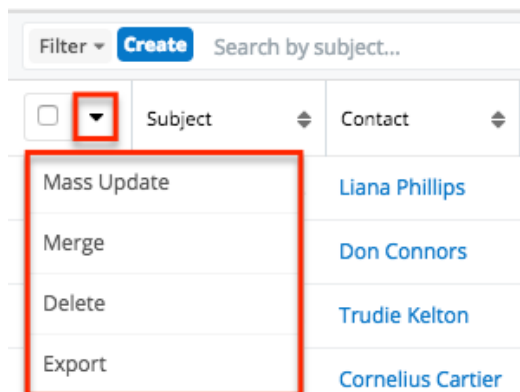 Filter Create Search by subject...
Subject Contact
Mass Update Liana Phillips
Merge Don Connors
Delete Trudie Kelton
Export Cornelius Cartier